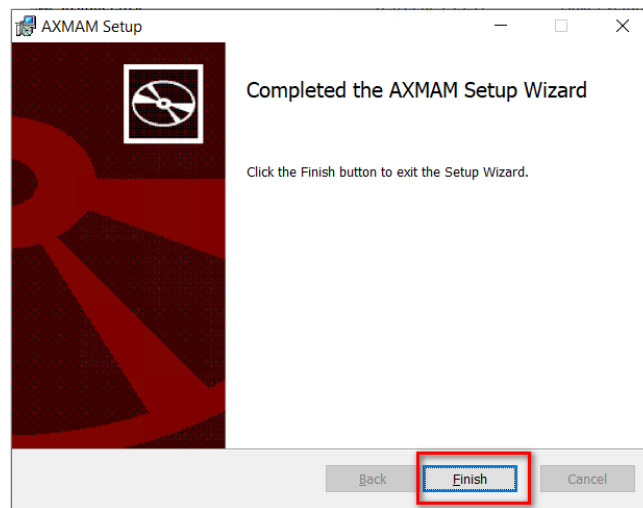 AXMAM Setup
Completed the AXMAM Setup Wizard
Click the Finish button to exit the Setup Wizard.
Back
Finish
Cancel